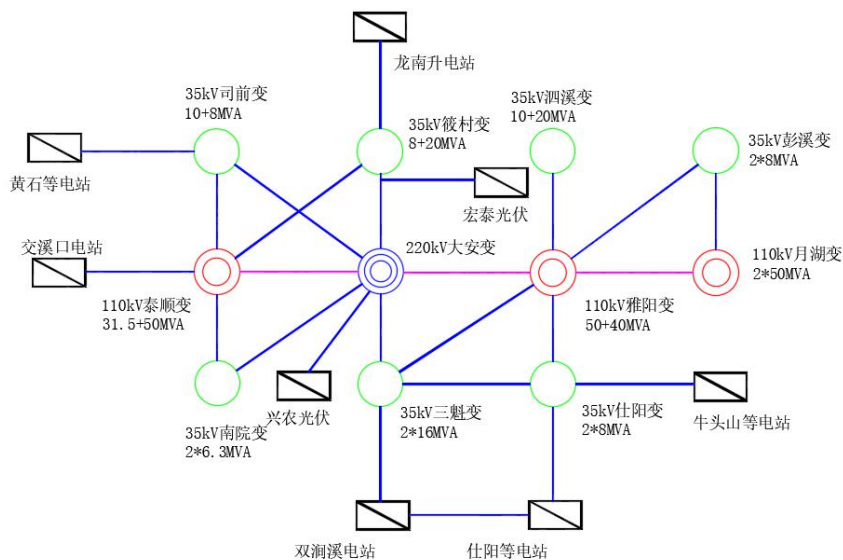 龙南升电站
35kV司前变
10+8MVA
35kV筱村变
8+20MVA
35kV泗溪变
10+20MVA
35kV彭溪变
2*8MVA
黄石等电站
宏泰光伏
交溪口电站
220kV大安变
110kV泰顺变
31.5+50MVA
110kV雅阳变
50+40MVA
110kV月湖变
2*50MVA
兴农光伏
35kV南院变
2*6.3MVA
35kV三魁变
2*16MVA
35kV仕阳变
2*8MVA
牛头山等电站
双涧溪电站
仕阳等电站